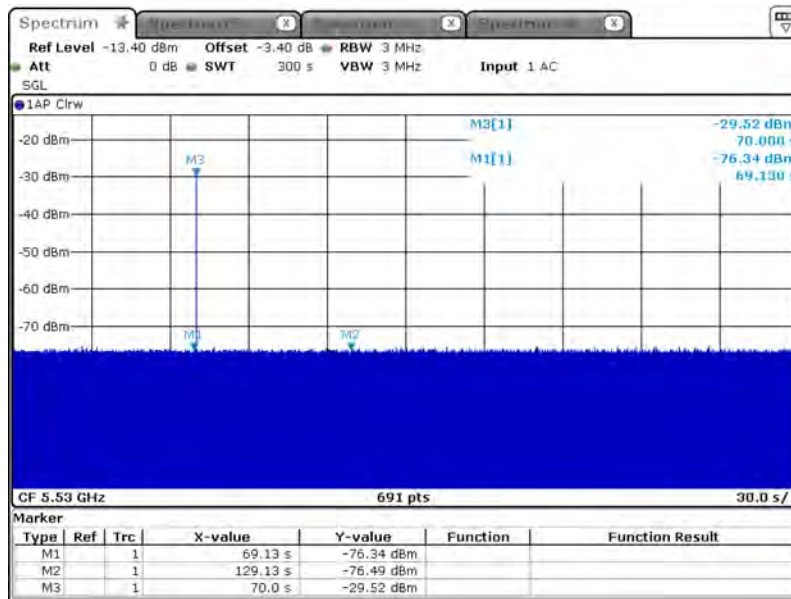 Spectrum
Ref Level -13.40 dBm Offset -3.40 dB RBW 3 MHz
Att 0 dB SWT 300 s VBW 3 MHz Input 1 AC
SGL
1AP Clrw
M3[1] -29.52 dBm
70.000 s
M1[1] -76.34 dBm
69.130 s
-20 dBm
M3
-30 dBm
-40 dBm
-50 dBm
-60 dBm
-70 dBm
M1 M2
CF 5.53 GHz 691 pts 30.0 s/
Marker
Type Ref Trc X-value Y-value Function Function Result
M1 1 69.13 s -76.34 dBm
M2 1 129.13 s -76.49 dBm
M3 1 70.0 s -29.52 dBm